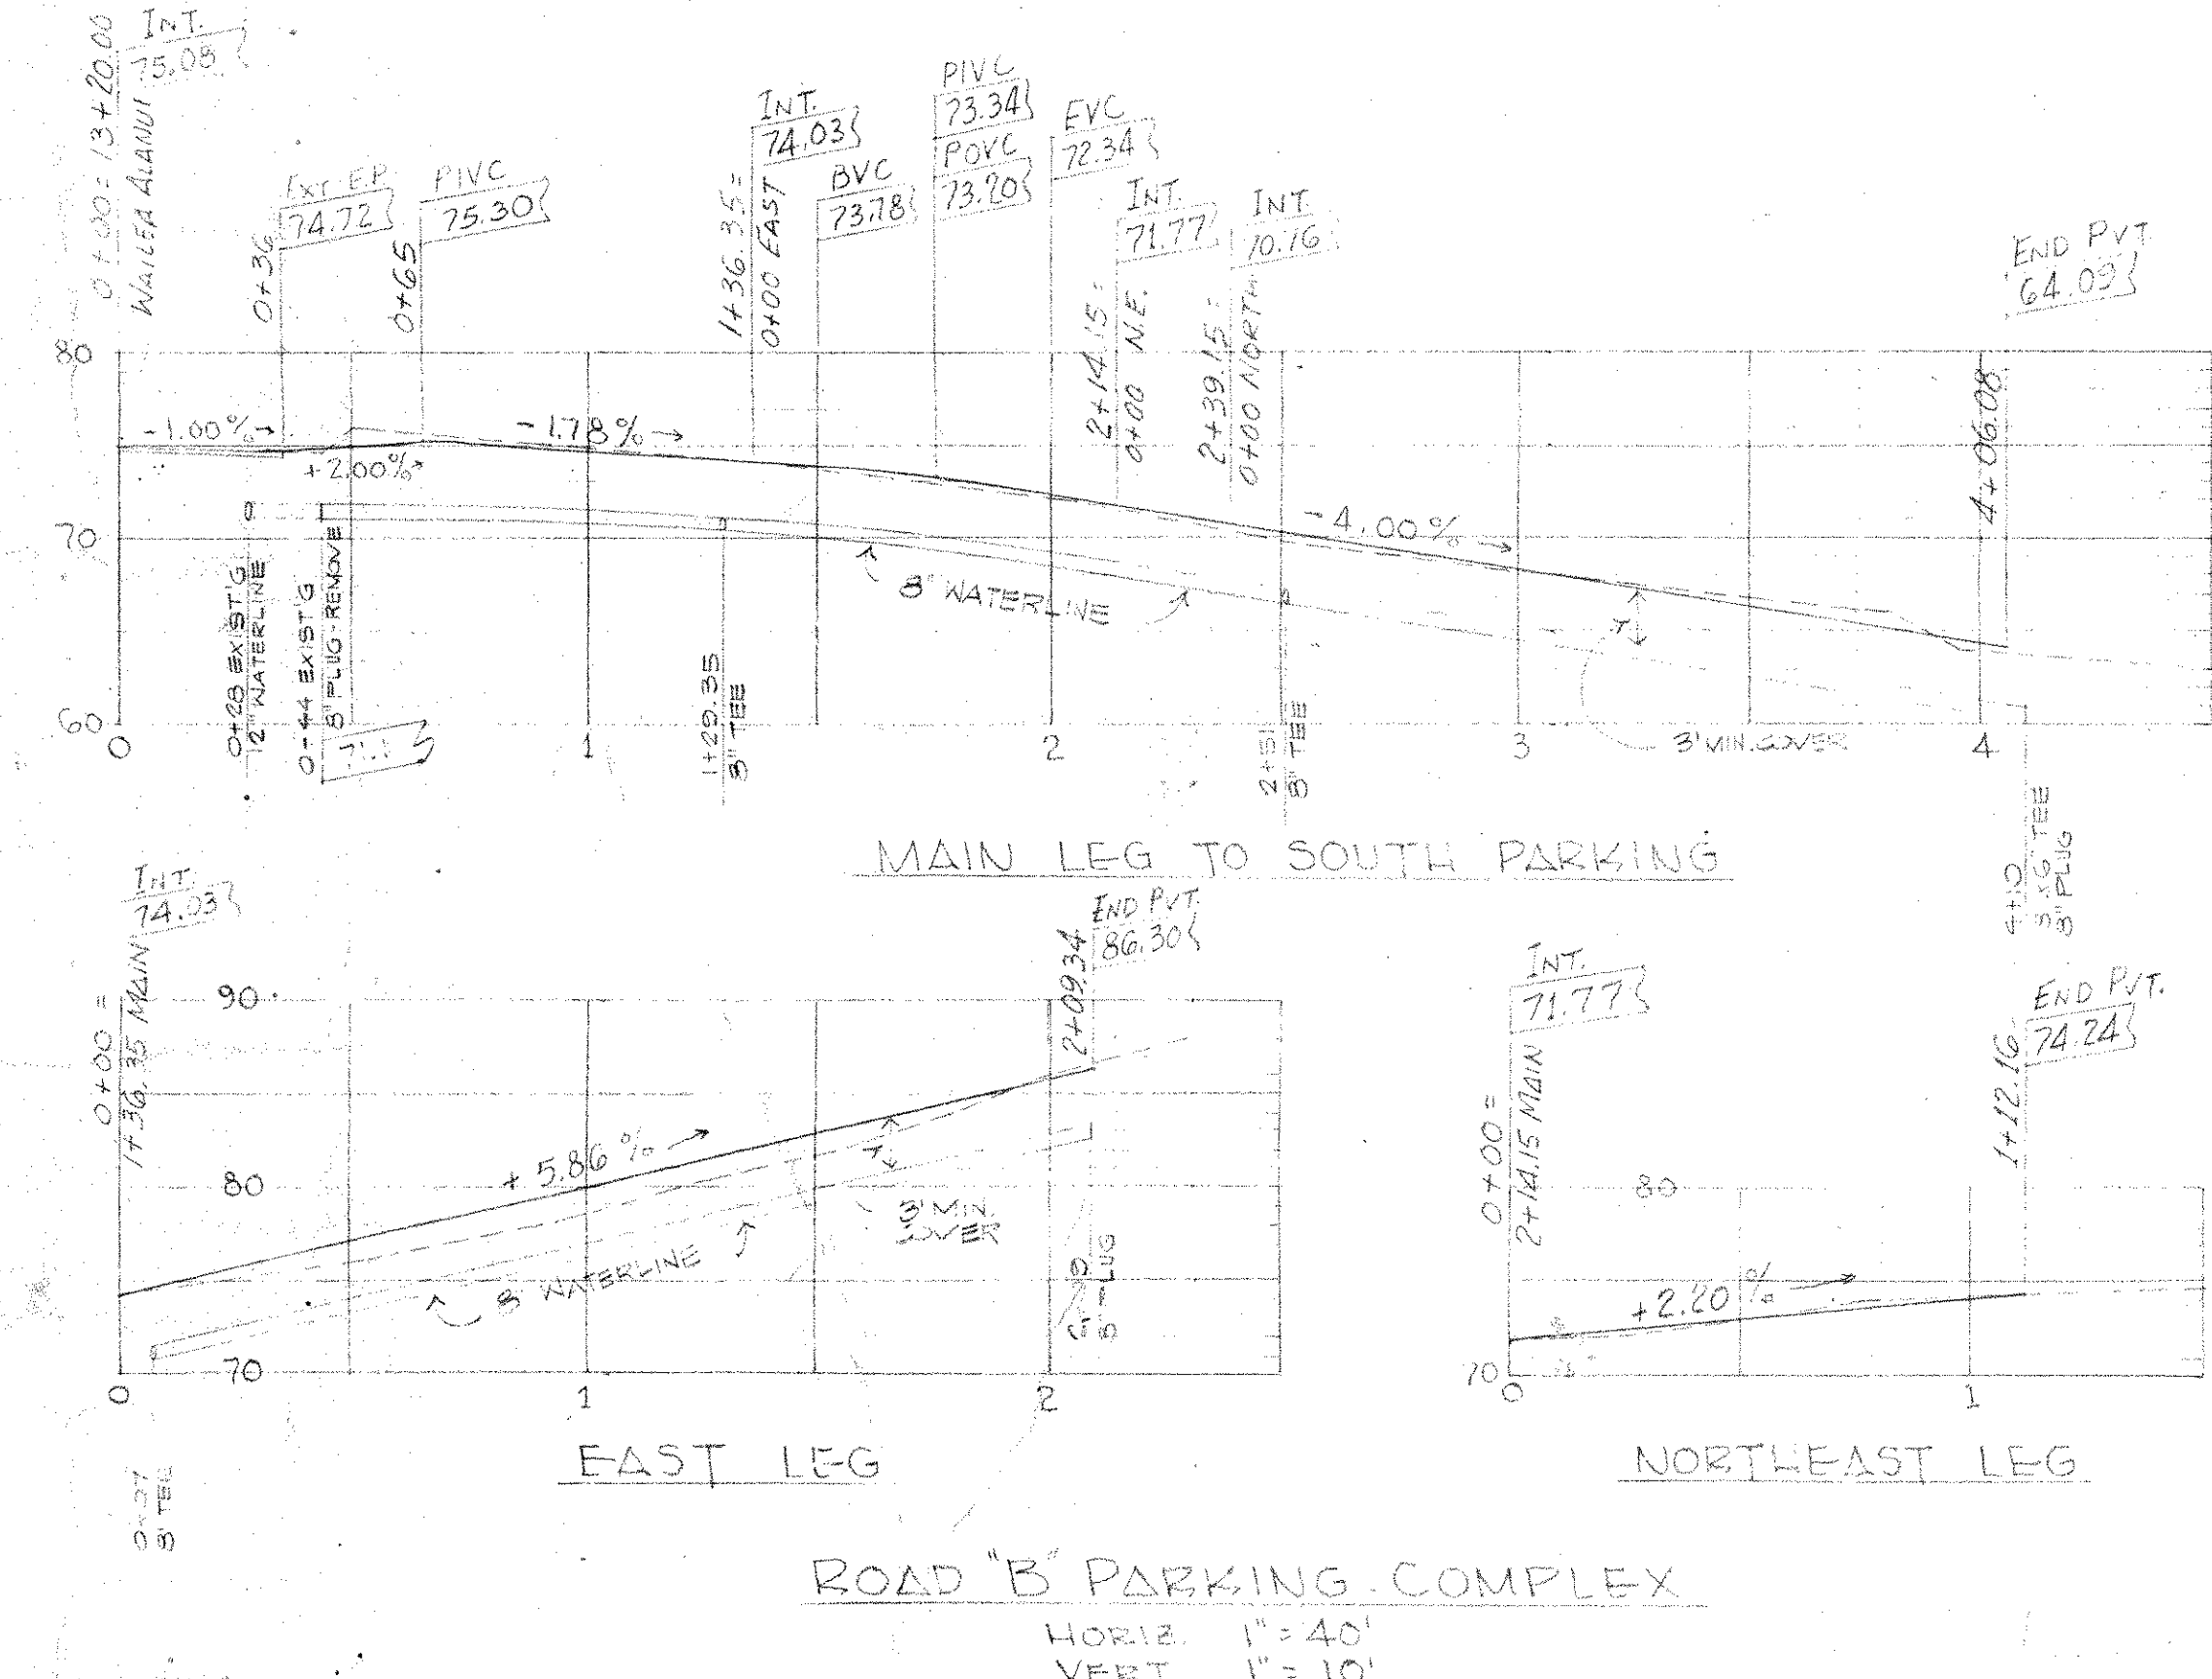 0+00 = 13+20.00
WAILEA ALANUI
INT.
75.08
0+36
EXT. E.P.
74.72
0+65
PIVC
75.30
1+36.35 =
0+00 EAST
INT.
74.03
BVC
73.78
PIVC
73.34
POVC
73.20
EVC
72.34
2+14.15 =
0+00 N.E.
INT.
71.77
2+39.15 =
0+00 NORTH
INT.
70.76
END PVT.
64.09
4+06.08
80
70
60
-1.00% →
+2.00%
-1.78% →
-4.00% →
8" WATERLINE
0+28 EXIST'G
12" WATERLINE
0+44 EXIST'G
8" PLUG-REMOVE
1+29.35
8" TEE
2+51
8" TEE
3' MIN. COVER
0
1
2
3
4
MAIN LEG TO SOUTH PARKING
4+10
TEE
8" PLUG
0+00 =
1+36.35 MAIN
INT.
74.03
2+09.34
END PVT.
86.30
90
80
70
+5.86% →
8" WATERLINE
3' MIN.
COVER
PLUG
0
1
2
8" TEE
EAST LEG
0+00 =
2+14.15 MAIN
INT.
71.77
1+12.16
END PVT.
74.24
80
70
+2.20%
0
1
NORTHEAST LEG
ROAD "B" PARKING COMPLEX
HORIZ. 1" = 40'
VERT. 1" = 10'